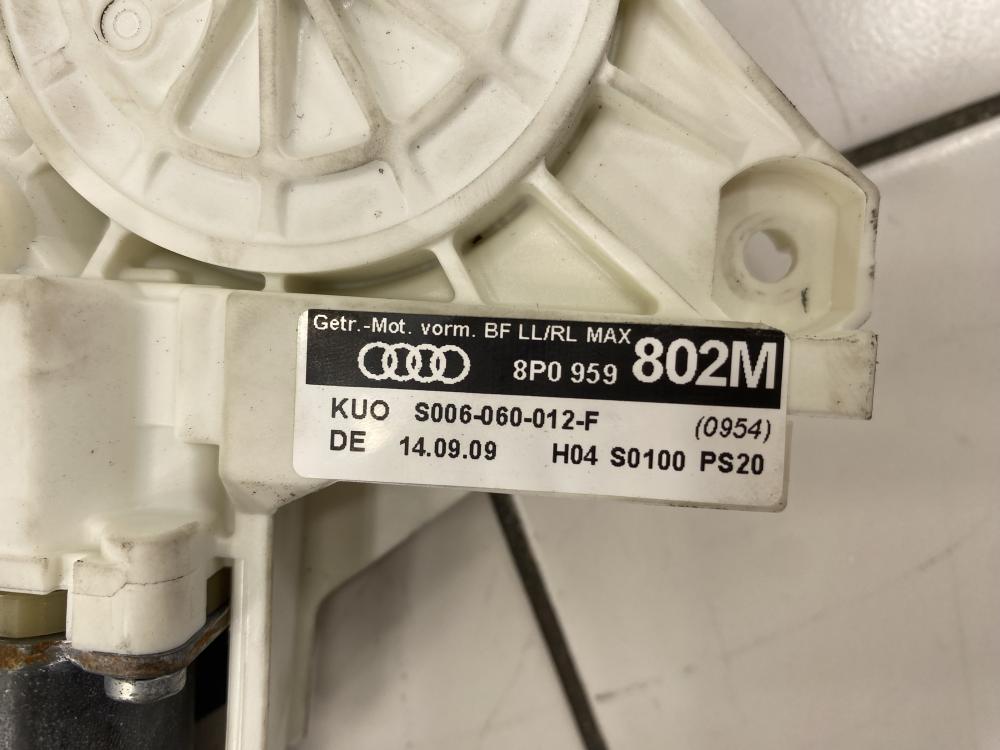 Getr.-Mot. vorm. BF LL/RL MAX
8P0 959 802M
KUO S006-060-012-F (0954)
DE 14.09.09 H04 S0100 PS20